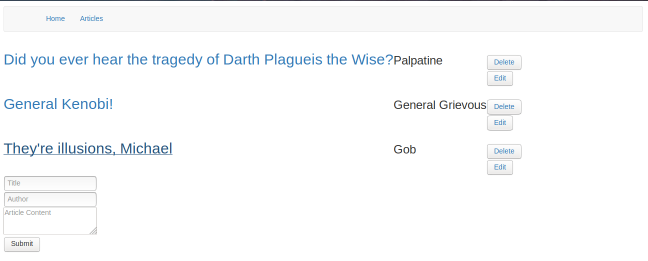 Home Articles
Did you ever hear the tragedy of Darth Plagueis the Wise? Palpatine Delete
Edit
General Kenobi! General Grievous Delete
Edit
They're illusions, Michael Gob Delete
Edit
Title
Author
Article Content
Submit